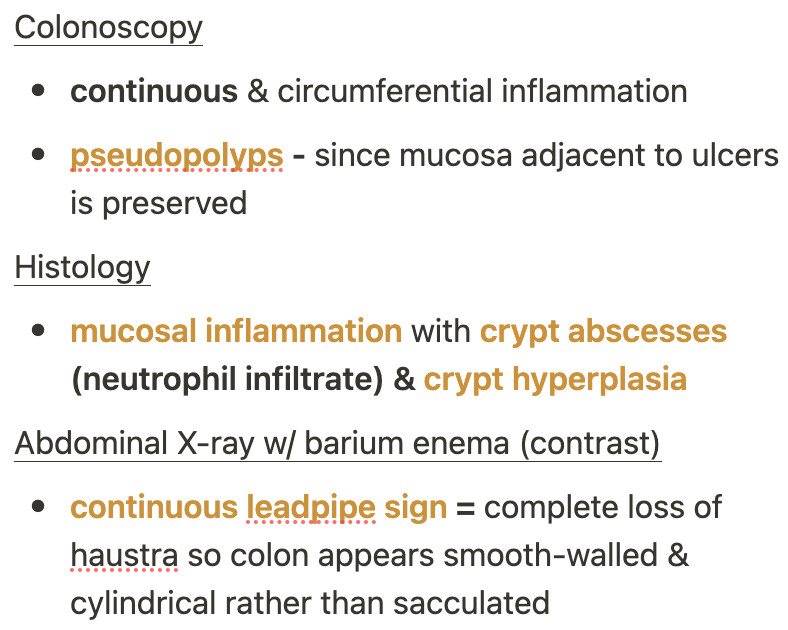 Colonoscopy
• continuous & circumferential inflammation
• pseudopolyps - since mucosa adjacent to ulcers
is preserved
Histology
• mucosal inflammation with crypt abscesses
(neutrophil infiltrate) & crypt hyperplasia
Abdominal X-ray w/ barium enema (contrast)
• continuous leadpipe sign = complete loss of
haustra so colon appears smooth-walled &
cylindrical rather than sacculated